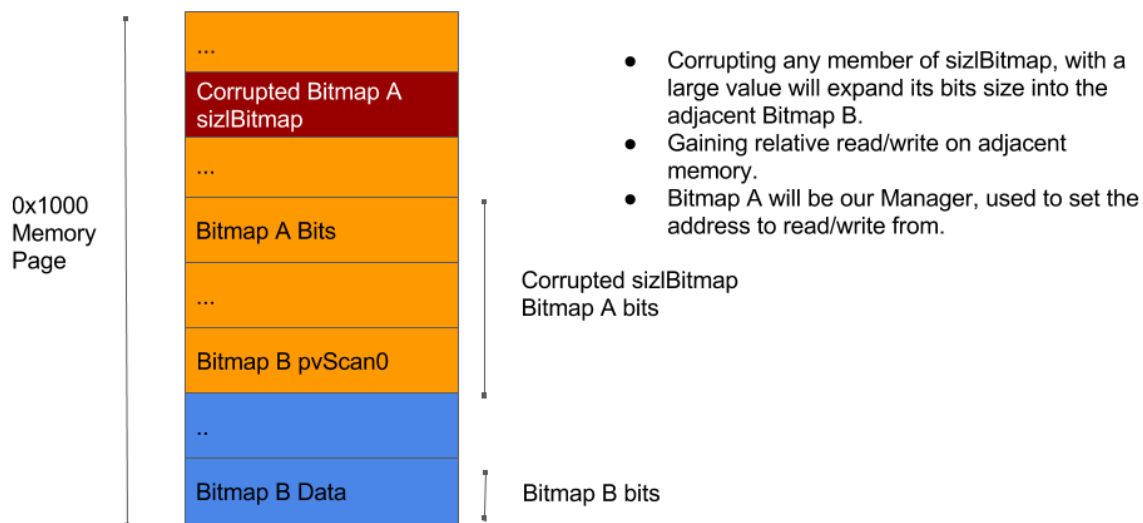 ...
Corrupted Bitmap A
sizlBitmap
...
Bitmap A Bits
...
Bitmap B pvScan0
..
Bitmap B Data
0x1000
Memory
Page
● Corrupting any member of sizlBitmap, with a
large value will expand its bits size into the
adjacent Bitmap B.
● Gaining relative read/write on adjacent
memory.
● Bitmap A will be our Manager, used to set the
address to read/write from.
Corrupted sizlBitmap
Bitmap A bits
Bitmap B bits